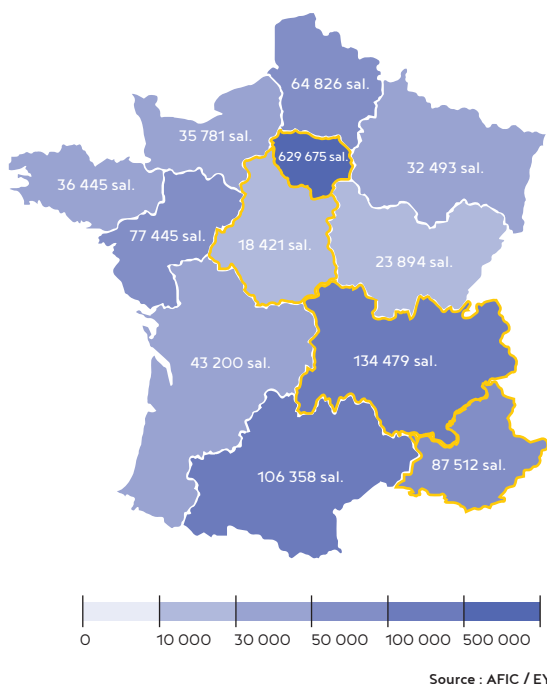 64 826 sal.
35 781 sal.
629 675 sal.
32 493 sal.
36 445 sal.
77 445 sal.
18 421 sal.
23 894 sal.
43 200 sal.
134 479 sal.
87 512 sal.
106 358 sal.
0 10 000 30 000 50 000 100 000 500 000
Source : AFIC / EY